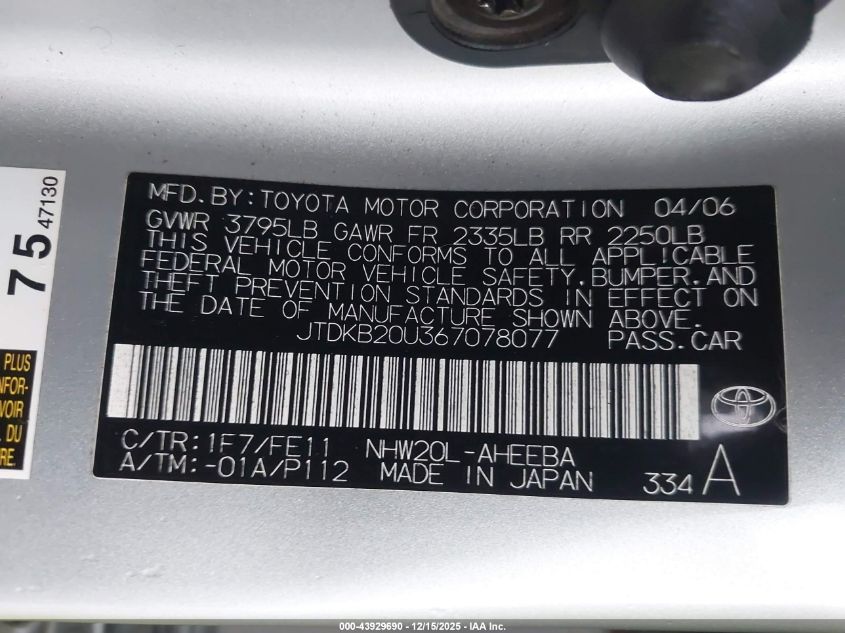 MFD. BY: TOYOTA MOTOR CORPORATION 04/06
GVWR 3795LB GAWR FR 2335LB RR 2250LB
THIS VEHICLE CONFORMS TO ALL APPLICABLE
FEDERAL MOTOR VEHICLE SAFETY, BUMPER, AND
THEFT PREVENTION STANDARDS IN EFFECT ON
THE DATE OF MANUFACTURE SHOWN ABOVE.
JTDKB20U367078077 PASS.CAR
C/TR: 1F7/FE11 NHW20L-AHEEBA
A/TM: -01A/P112 MADE IN JAPAN 334 A
75
47130
PLUS
NFOR-
VOIR
DU
RE.
000-43929690 - 12/15/2025 - IAA Inc.